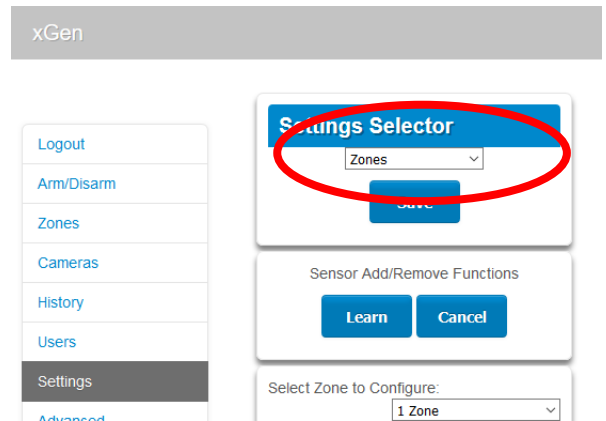 xGen
Logout
Arm/Disarm
Zones
Cameras
History
Users
Settings
Advanced
Settings Selector
Zones
Save
Sensor Add/Remove Functions
Learn Cancel
Select Zone to Configure:
1 Zone